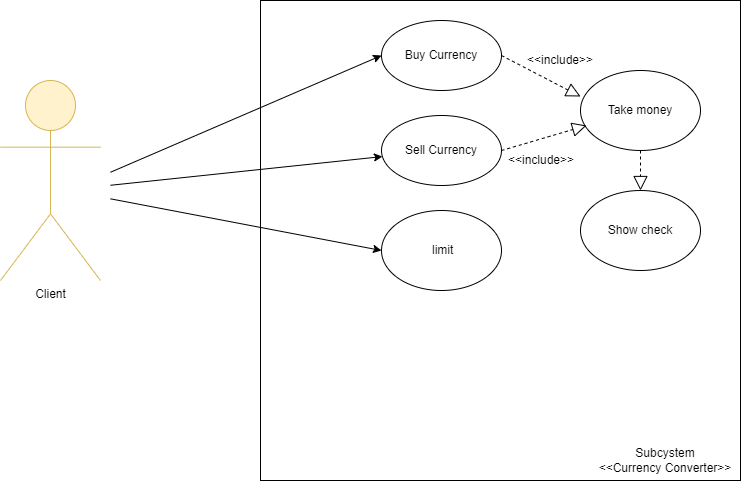 Buy Currency
<<include>>
Take money
Sell Currency
<<include>>
Show check
limit
Client
Subcystem
<<Currency Converter>>